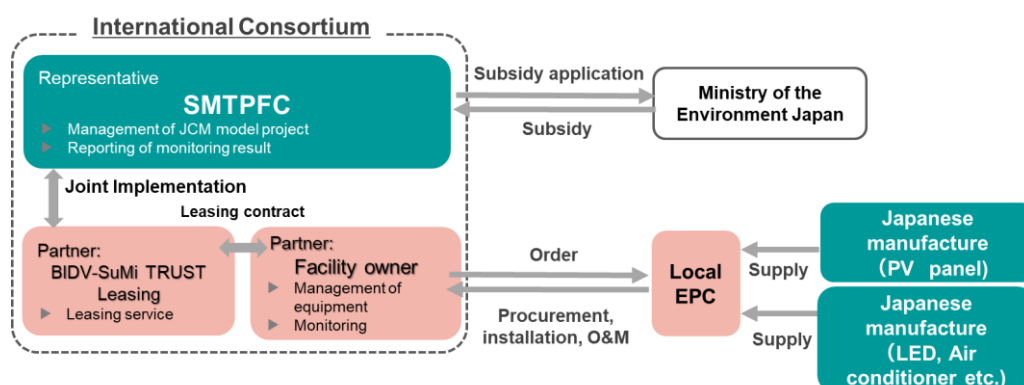 International Consortium
Representative
SMTPFC
Management of JCM model project
Reporting of monitoring result
Subsidy application
Subsidy
Ministry of the
Environment Japan
Joint Implementation
Leasing contract
Partner:
BIDV-SuMi TRUST
Leasing
Leasing service
Partner:
Facility owner
Management of
equipment
Monitoring
Order
Procurement,
installation, O&M
Local
EPC
Supply
Supply
Japanese
manufacture
（PV panel)
Japanese
manufacture
（LED, Air
conditioner etc.)